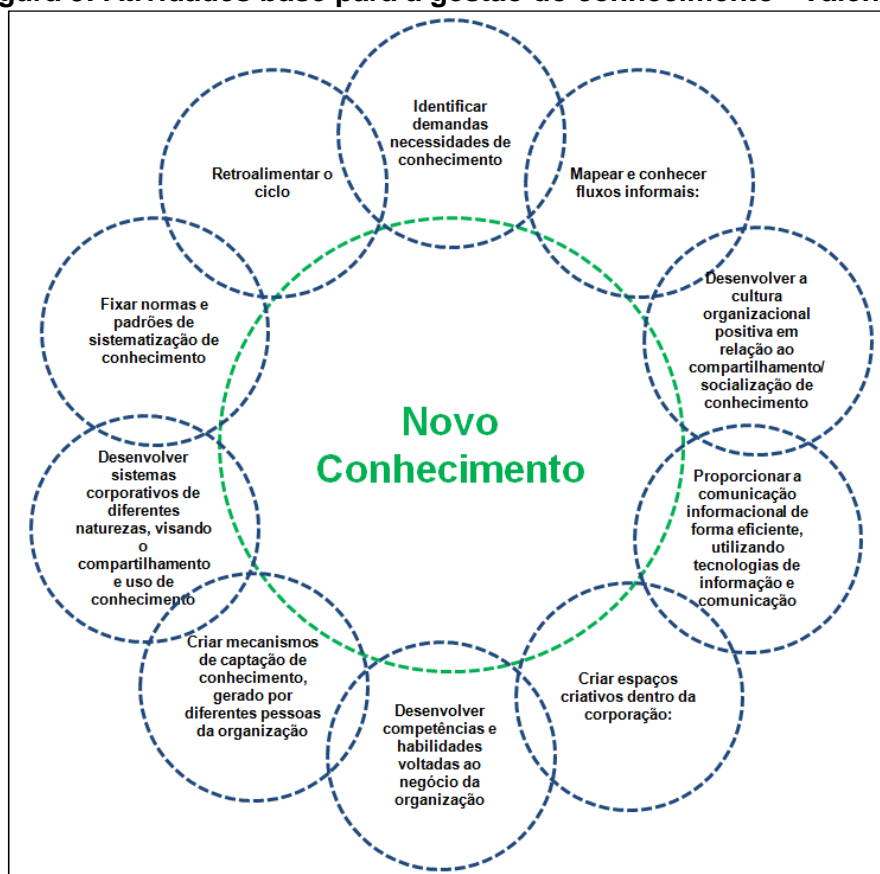 Identificar
demandas
necessidades de
conhecimento
Mapear e conhecer
fluxos informais:
Desenvolver a
cultura
organizacional
positiva em
relação ao
compartilhamento/
socialização de
conhecimento
Proporcionar a
comunicação
informacional de
forma eficiente,
utilizando
tecnologias de
informação e
comunicação
Criar espaços
criativos dentro da
corporação:
Desenvolver
competências e
habilidades
voltadas ao
negócio da
organização
Criar mecanismos
de captação de
conhecimento,
gerado por
diferentes pessoas
da organização
Desenvolver
sistemas
corporativos de
diferentes
naturezas, visando
o
compartilhamento
e uso de
conhecimento
Fixar normas e
padrões de
sistematização de
conhecimento
Retroalimentar o
ciclo
Novo
Conhecimento